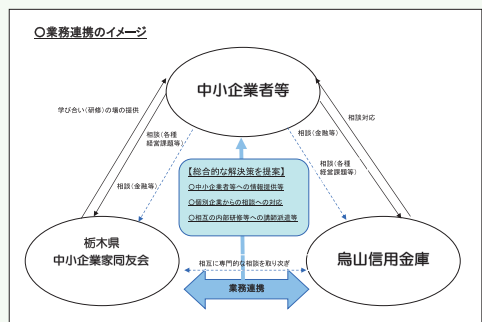 〇業務連携のイメージ
中小企業者等
学び合い（研修）の場の提供
相談対応
相談（各種
経営課題等）
相談（金融等）
相談（金融等）
相談（各種
経営課題等）
【総合的な解決策を提案】
〇中小企業者等への情報提供等
〇個別企業からの相談への対応
〇相互の内部研修等への講師派遣等
栃木県
中小企業家同友会
烏山信用金庫
相互に専門的な相談を取り次ぎ
業務連携